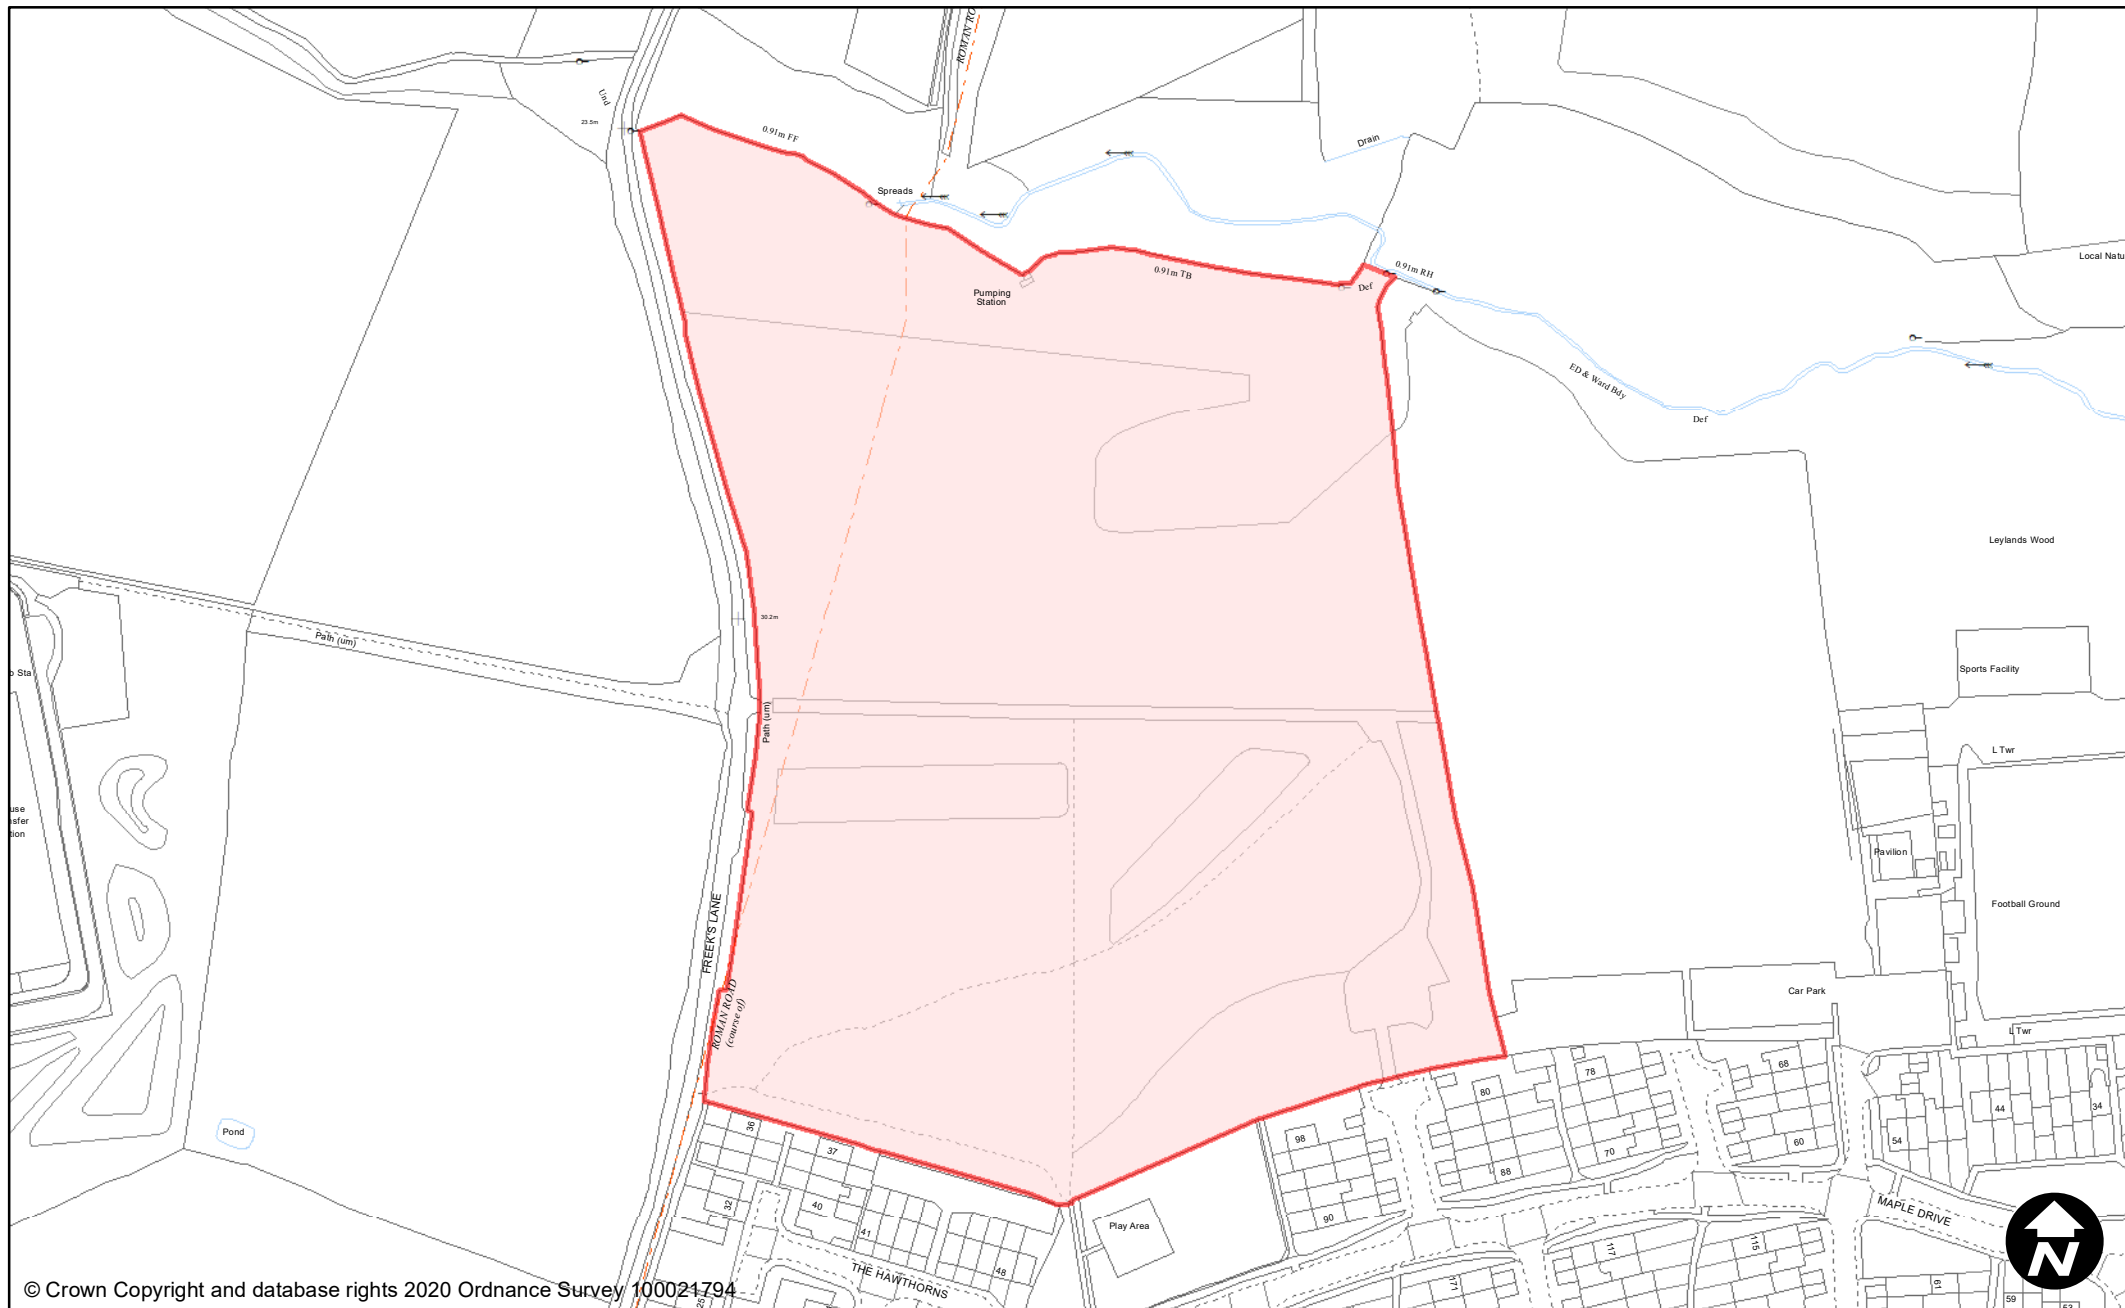 ROMAN RO
Und
23.5m
0.91m FF
Drain
Spreads
Local Natu
0.91m RH
0.91m TB
Def
Pumping
Station
ED & Ward Bdy
Def
Leylands Wood
30.2m
Path (um)
Sports Facility
o Sta
Path (um)
L Twr
use
nsfer
tion
Pavilion
Football Ground
FREEK'S LANE
Car Park
ROMAN ROAD
(course of)
L Twr
68
78
80
44
34
Pond
36
98
54
60
37
70
88
32
40
90
MAPLE DRIVE
Play Area
41
117
115
48
THE HAWTHORNS
171
61
N
25
59
53
© Crown Copyright and database rights 2020 Ordnance Survey 100021794